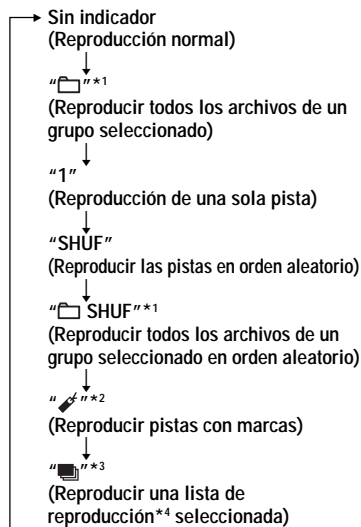 Sin indicador
(Reproducción normal)
“ ”*1
(Reproducir todos los archivos de un
grupo seleccionado)
“1”
(Reproducción de una sola pista)
“SHUF”
(Reproducir las pistas en orden aleatorio)
“ SHUF”*1
(Reproducir todos los archivos de un
grupo seleccionado en orden aleatorio)
“ ”*2
(Reproducir pistas con marcas)
“ ”*3
(Reproducir una lista de
reproducción*4 seleccionada)